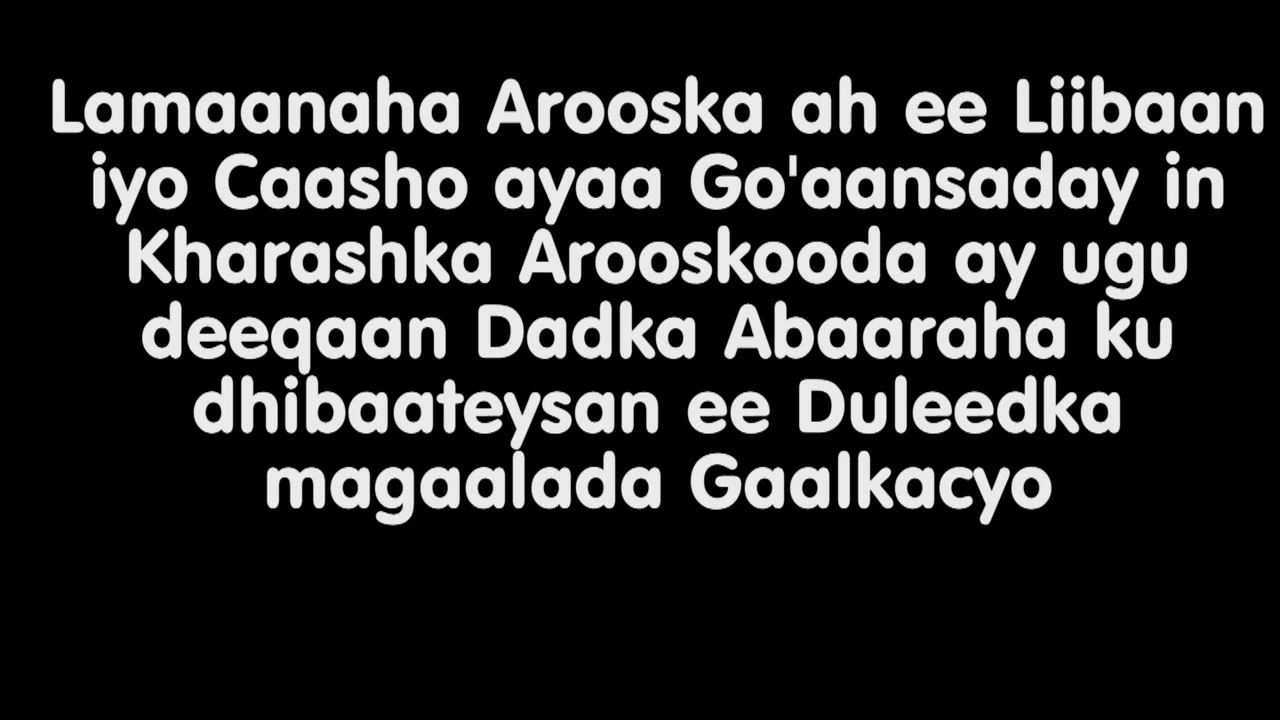 Lamaanaha Arooska ah ee Liibaan
iyo Caasho ayaa Go'aansaday in
Kharashka Arooskooda ay ugu
deeqaan Dadka Abaaraha ku
dhibaateysan ee Duleedka
magaalada Gaalkacyo